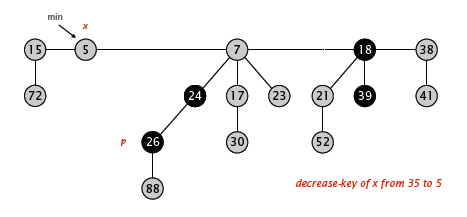 min
x
15 5 7 18 38
72 24 17 23 21 39 41
p 26 30 52
88
decrease-key of x from 35 to 5